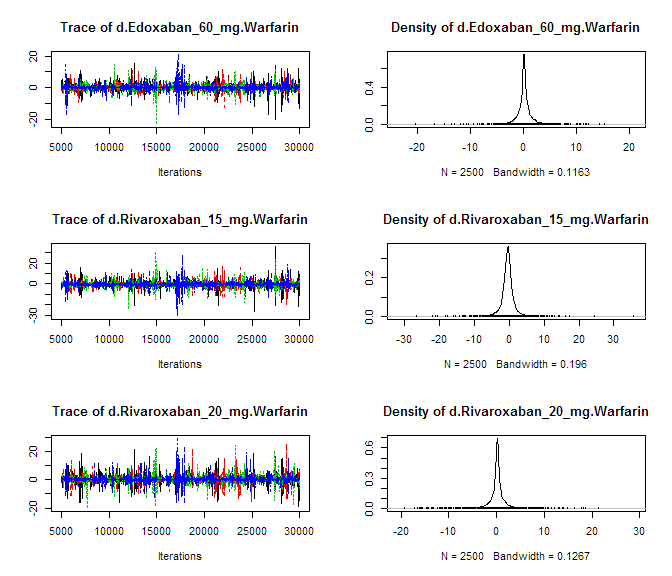 Trace of d.Edoxaban_60_mg.Warfarin
20
0
-20
5000 10000 15000 20000 25000 30000
Iterations
Density of d.Edoxaban_60_mg.Warfarin
0.4
0.0
-20 -10 0 10 20
N = 2500 Bandwidth = 0.1163
Trace of d.Rivaroxaban_15_mg.Warfarin
20
0
-30
5000 10000 15000 20000 25000 30000
Iterations
Density of d.Rivaroxaban_15_mg.Warfarin
0.2
0.0
-30 -20 -10 0 10 20 30
N = 2500 Bandwidth = 0.196
Trace of d.Rivaroxaban_20_mg.Warfarin
20
0
-20
5000 10000 15000 20000 25000 30000
Iterations
Density of d.Rivaroxaban_20_mg.Warfarin
0.6
0.3
0.0
-20 -10 0 10 20 30
N = 2500 Bandwidth = 0.1267